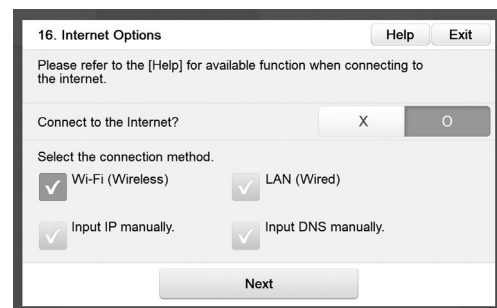 16. Internet Options
Help
Exit
Please refer to the [Help] for available function when connecting to
the internet.
Connect to the Internet?
X
O
Select the connection method.
Wi-Fi (Wireless)
LAN (Wired)
Input IP manually.
Input DNS manually.
Next